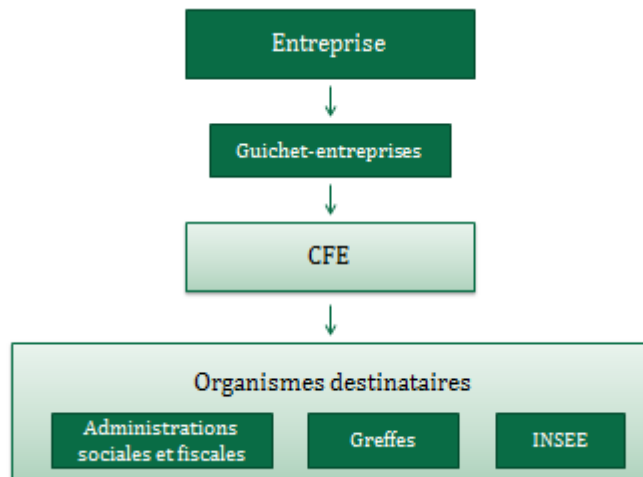 Entreprise
Guichet-entreprises
CFE
Organismes destinataires
Administrations
sociales et fiscales
Greffes
INSEE